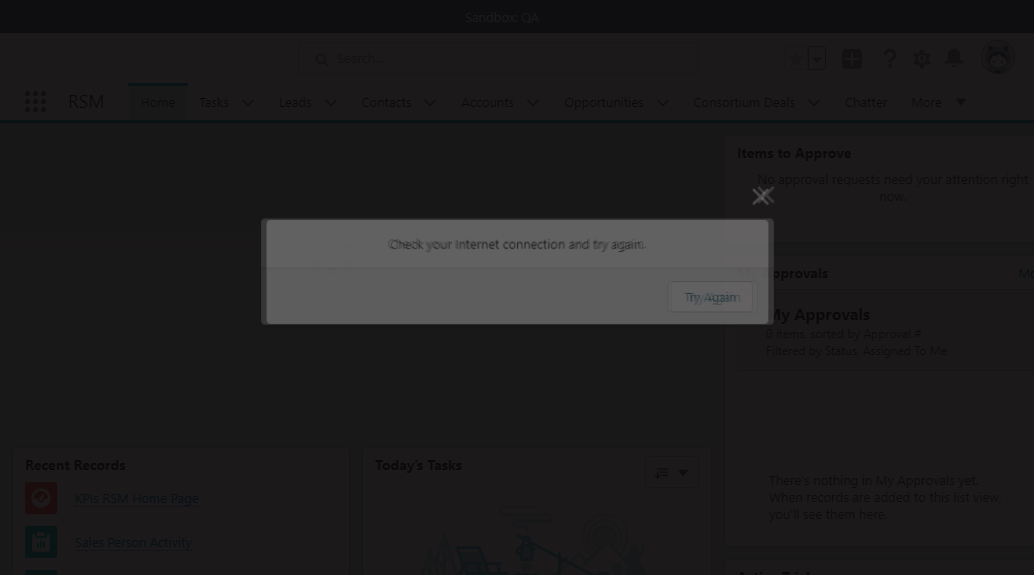 Sandbox: QA
Search...
RSM
Home
Tasks
Leads
Contacts
Accounts
Opportunities
Consortium Deals
Chatter
More
Items to Approve
No approval requests need your attention right
now.
Check your Internet connection and try again.
Try Again
Approvals
My Approvals
0 items, sorted by Approval #
Filtered by Status, Assigned To Me
Recent Records
KPIs RSM Home Page
Sales Person Activity
Today's Tasks
There's nothing in My Approvals yet.
When records are added to this list view,
you'll see them here.